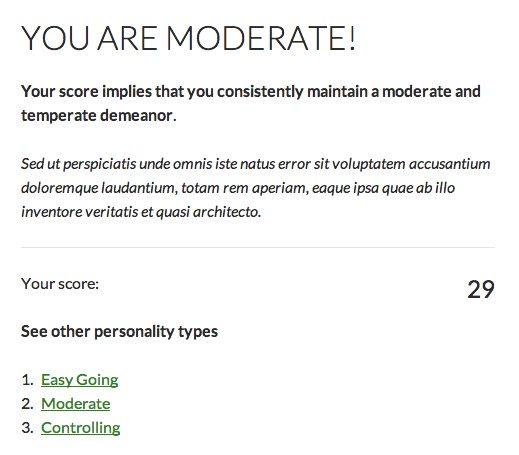 YOU ARE MODERATE!
Your score implies that you consistently maintain a moderate and
temperate demeanor.
Sed ut perspiciatis unde omnis iste natus error sit voluptatem accusantium
doloremque laudantium, totam rem aperiam, eaque ipsa quae ab illo
inventore veritatis et quasi architecto.
Your score: 29
See other personality types
1. Easy Going
2. Moderate
3. Controlling